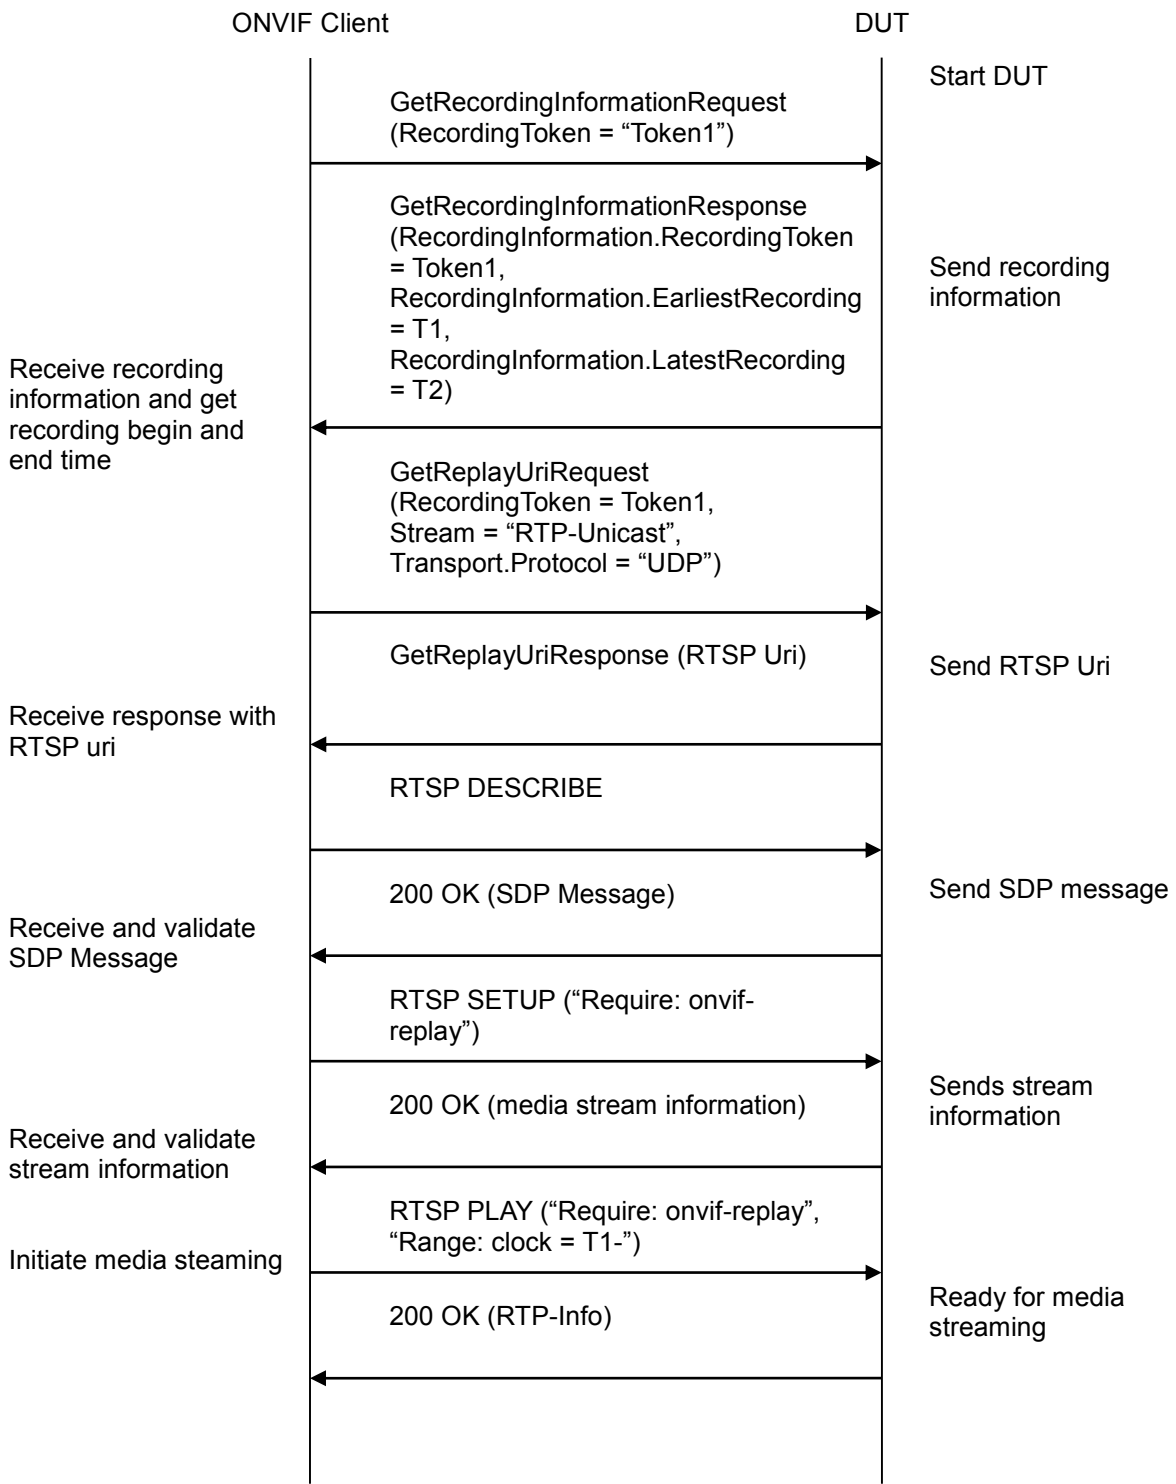 ONVIF Client
DUT
Start DUT
GetRecordingInformationRequest
(RecordingToken = “Token1”)
GetRecordingInformationResponse
(RecordingInformation.RecordingToken
= Token1,
RecordingInformation.EarliestRecording
= T1,
RecordingInformation.LatestRecording
= T2)
Send recording
information
Receive recording
information and get
recording begin and
end time
GetReplayUriRequest
(RecordingToken = Token1,
Stream = “RTP-Unicast”,
Transport.Protocol = “UDP”)
GetReplayUriResponse (RTSP Uri)
Send RTSP Uri
Receive response with
RTSP uri
RTSP DESCRIBE
200 OK (SDP Message)
Send SDP message
Receive and validate
SDP Message
RTSP SETUP (“Require: onvif-
replay”)
200 OK (media stream information)
Sends stream
information
Receive and validate
stream information
RTSP PLAY (“Require: onvif-replay”,
“Range: clock = T1-”)
Initiate media steaming
200 OK (RTP-Info)
Ready for media
streaming